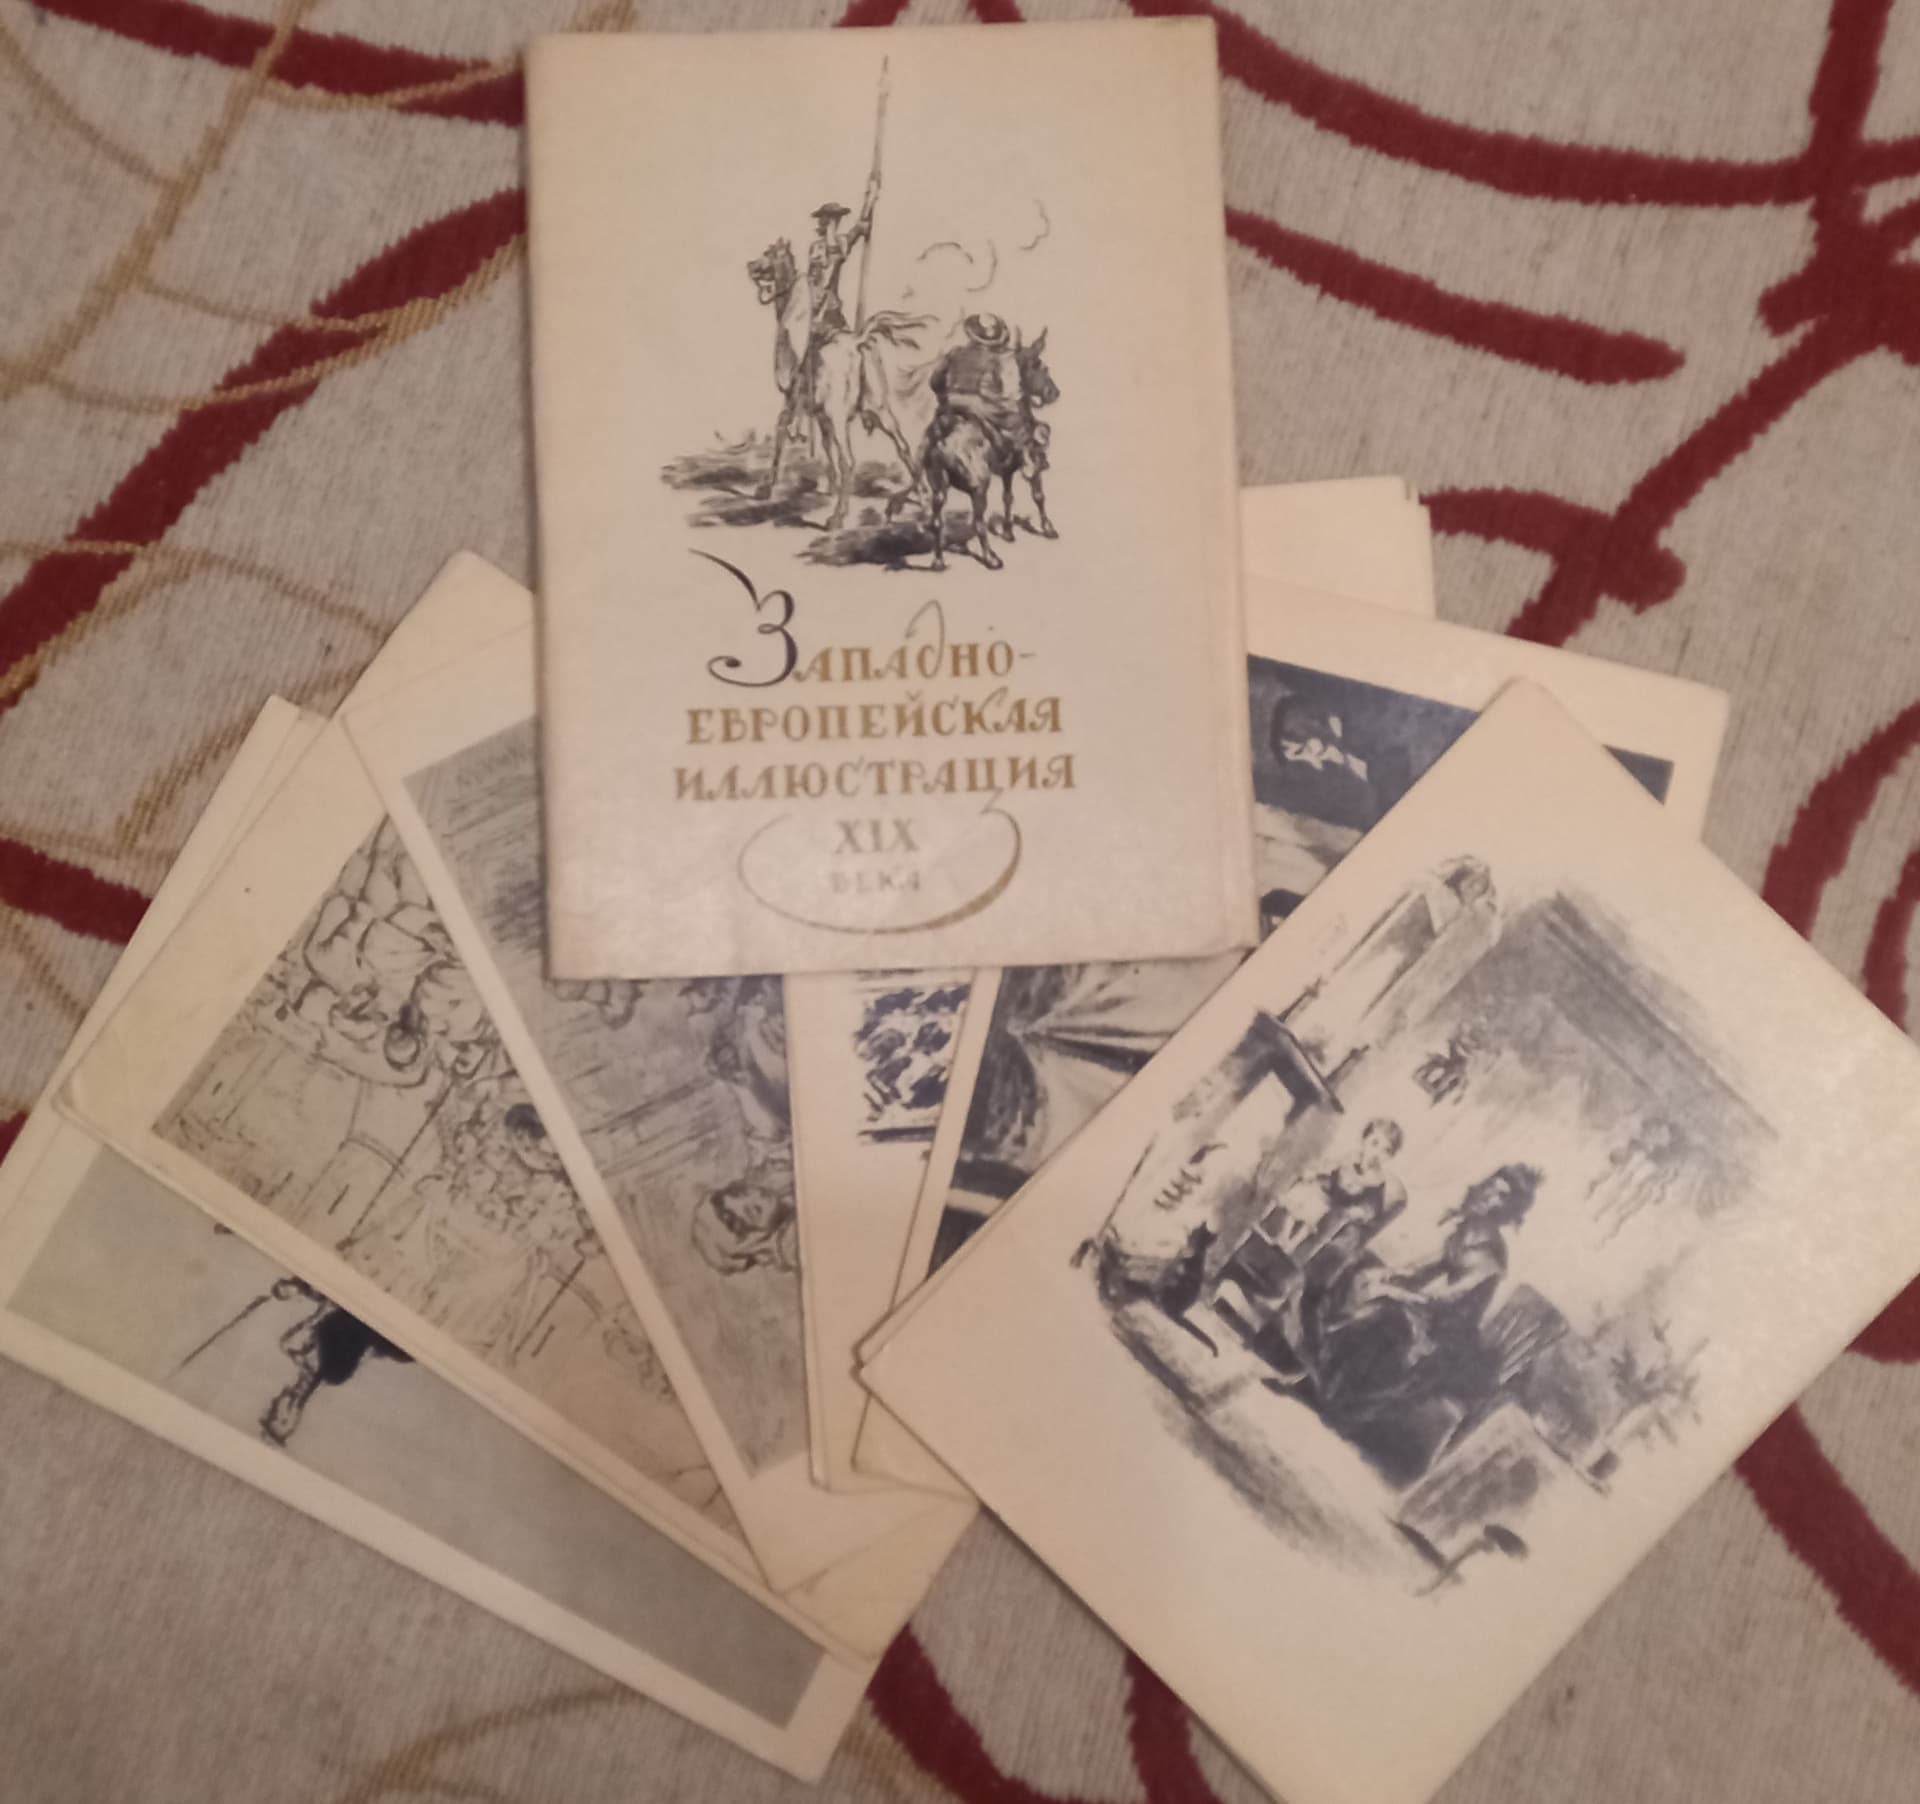 Западно-
европейская
иллюстрация
XIX
века